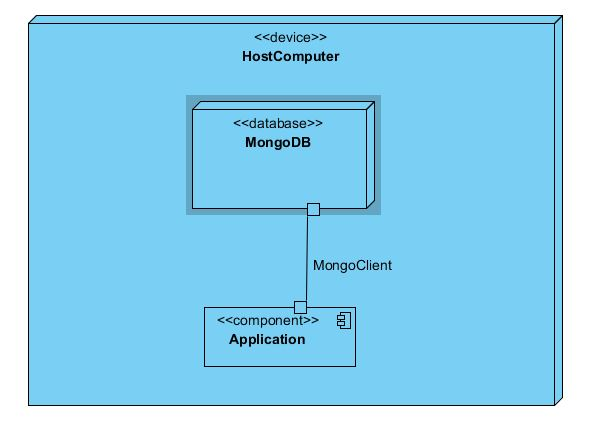 <<device>>
HostComputer
<<database>>
MongoDB
MongoClient
<<component>>
Application